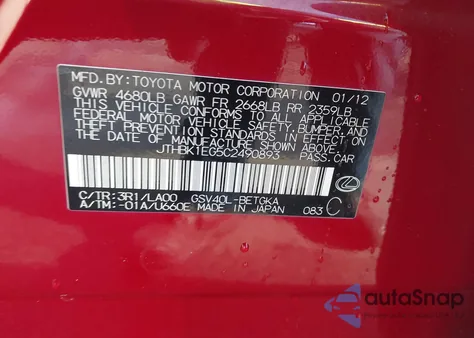 MFD. BY: TOYOTA MOTOR CORPORATION 01/12
GVWR 4680LB GAWR FR 2668LB RR 2359LB
THIS VEHICLE CONFORMS TO ALL APPLICABLE
FEDERAL MOTOR VEHICLE SAFETY, BUMPER, AND
THEFT PREVENTION STANDARDS IN EFFECT ON
THE DATE OF MANUFACTURE SHOWN ABOVE.
JTHBK1EG5C2490893 PASS. CAR
C/TR: 3R1/LA00 GSV40L-BETGKA
A/TM: -01A/U660E MADE IN JAPAN 083 C
autoSnap